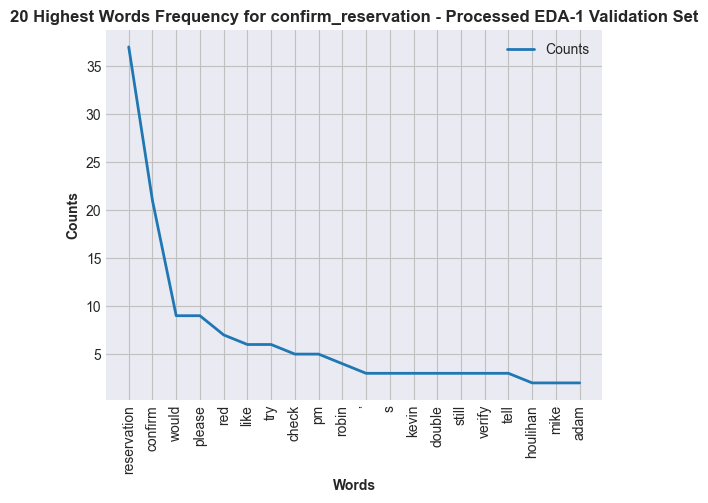 20 Highest Words Frequency for confirm_reservation - Processed EDA-1 Validation Set
Counts
35
30
25
20
15
10
5
Counts
reservation
confirm
would
please
red
like
try
check
pm
robin
'
s
kevin
double
still
verify
tell
houlihan
mike
adam
Words